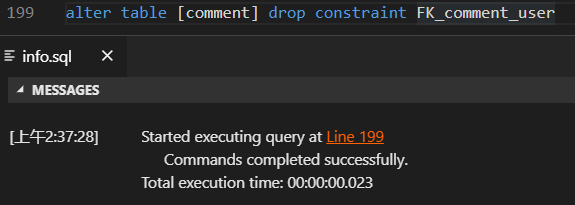 199 alter table [comment] drop constraint FK_comment_user
info.sql ×
MESSAGES
[上午2:37:28] Started executing query at Line 199
Commands completed successfully.
Total execution time: 00:00:00.023